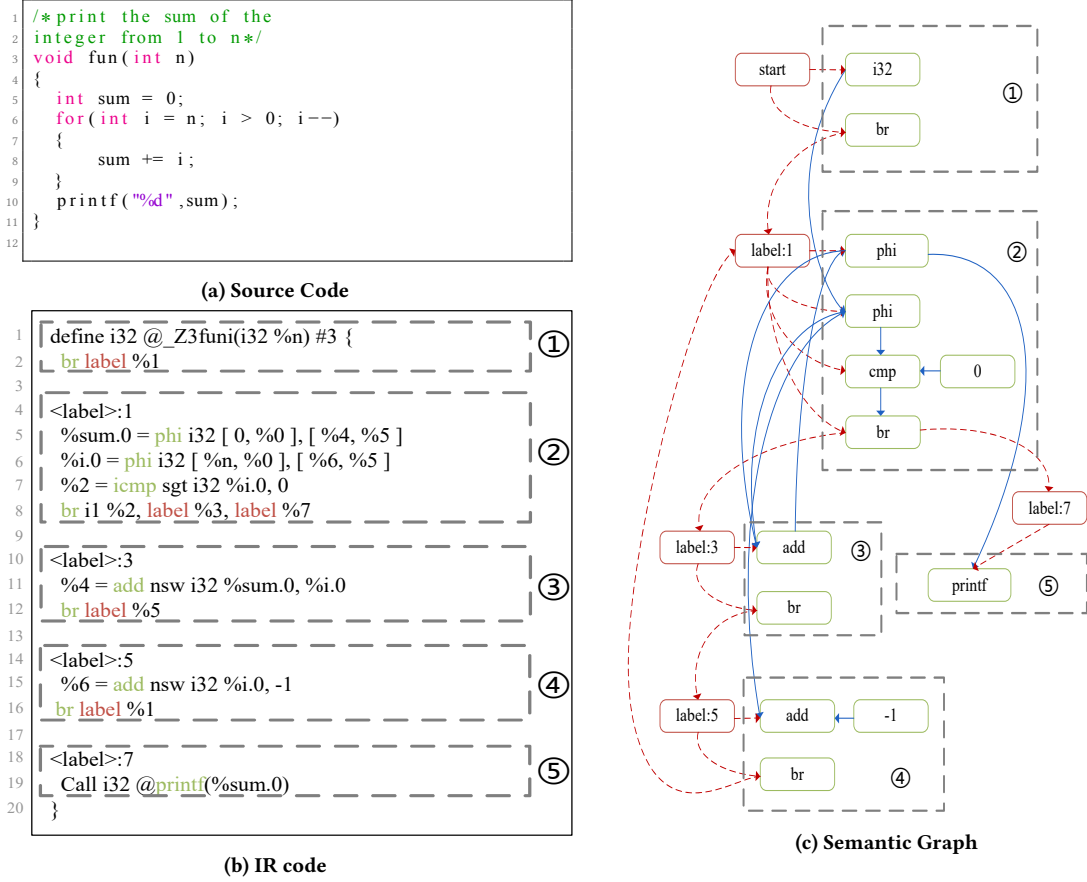 1 /*print the sum of the
2 integer from 1 to n*/
3 void fun(int n)
4 {
5 int sum = 0;
6 for(int i = n; i > 0; i--)
7 {
8 sum += i;
9 }
10 printf("%d",sum);
11 }
12
(a) Source Code
1 define i32 @_Z3funi(i32 %n) #3 {
2 br label %1
①
3
4 <label>:1
5 %sum.0 = phi i32 [ 0, %0 ], [ %4, %5 ]
6 %i.0 = phi i32 [ %n, %0 ], [ %6, %5 ]
7 %2 = icmp sgt i32 %i.0, 0
8 br i1 %2, label %3, label %7
②
9
10 <label>:3
11 %4 = add nsw i32 %sum.0, %i.0
12 br label %5
③
13
14 <label>:5
15 %6 = add nsw i32 %i.0, -1
16 br label %1
④
17
18 <label>:7
19 Call i32 @printf(%sum.0)
⑤
20 }
(b) IR code
start
i32
①
br
label:1
phi
②
phi
cmp
0
br
label:7
label:3
add
③
printf
⑤
br
label:5
add
-1
br
④
(c) Semantic Graph